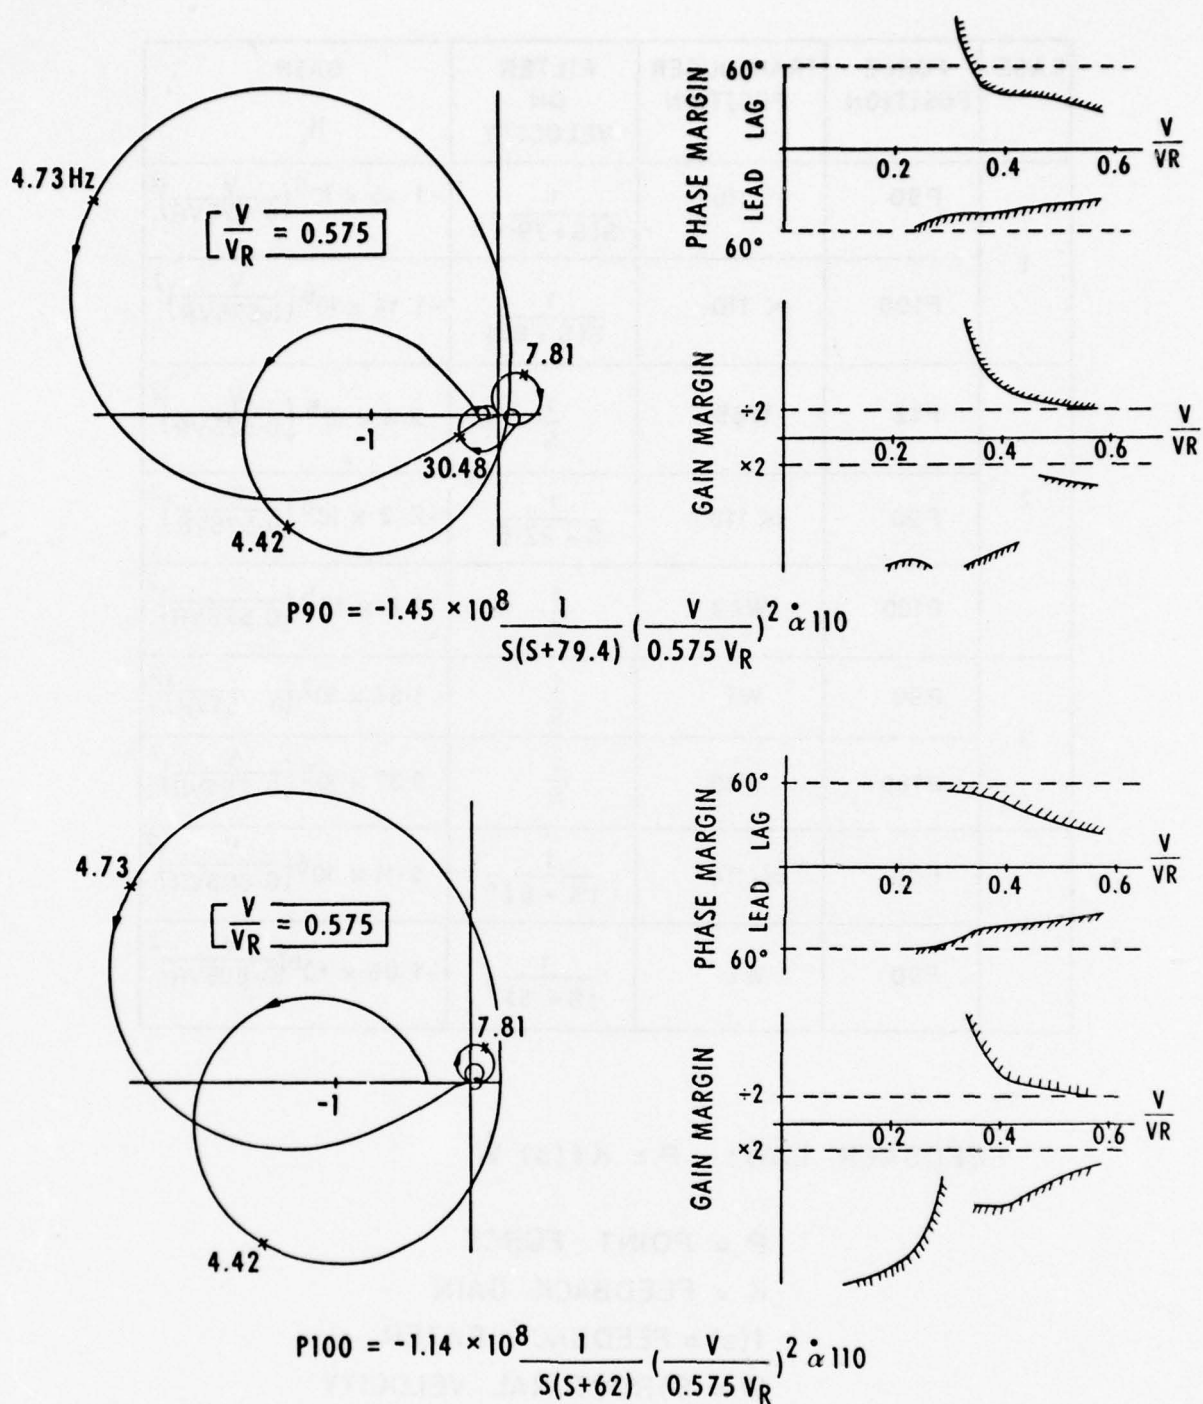 4.73 Hz
V/VR = 0.575
-1
7.81
30.48
4.42
PHASE MARGIN
LEAD LAG
60°
60°
0.2 0.4 0.6
V/VR
GAIN MARGIN
÷2
×2
0.2 0.4 0.6
V/VR
P90 = -1.45 × 10^8 1/S(S+79.4) (V/0.575 VR)^2 α̇ 110
4.73
V/VR = 0.575
-1
7.81
4.42
PHASE MARGIN
LEAD LAG
60°
60°
0.2 0.4 0.6
V/VR
GAIN MARGIN
÷2
×2
0.2 0.4 0.6
V/VR
P100 = -1.14 × 10^8 1/S(S+62) (V/0.575 VR)^2 α̇ 110